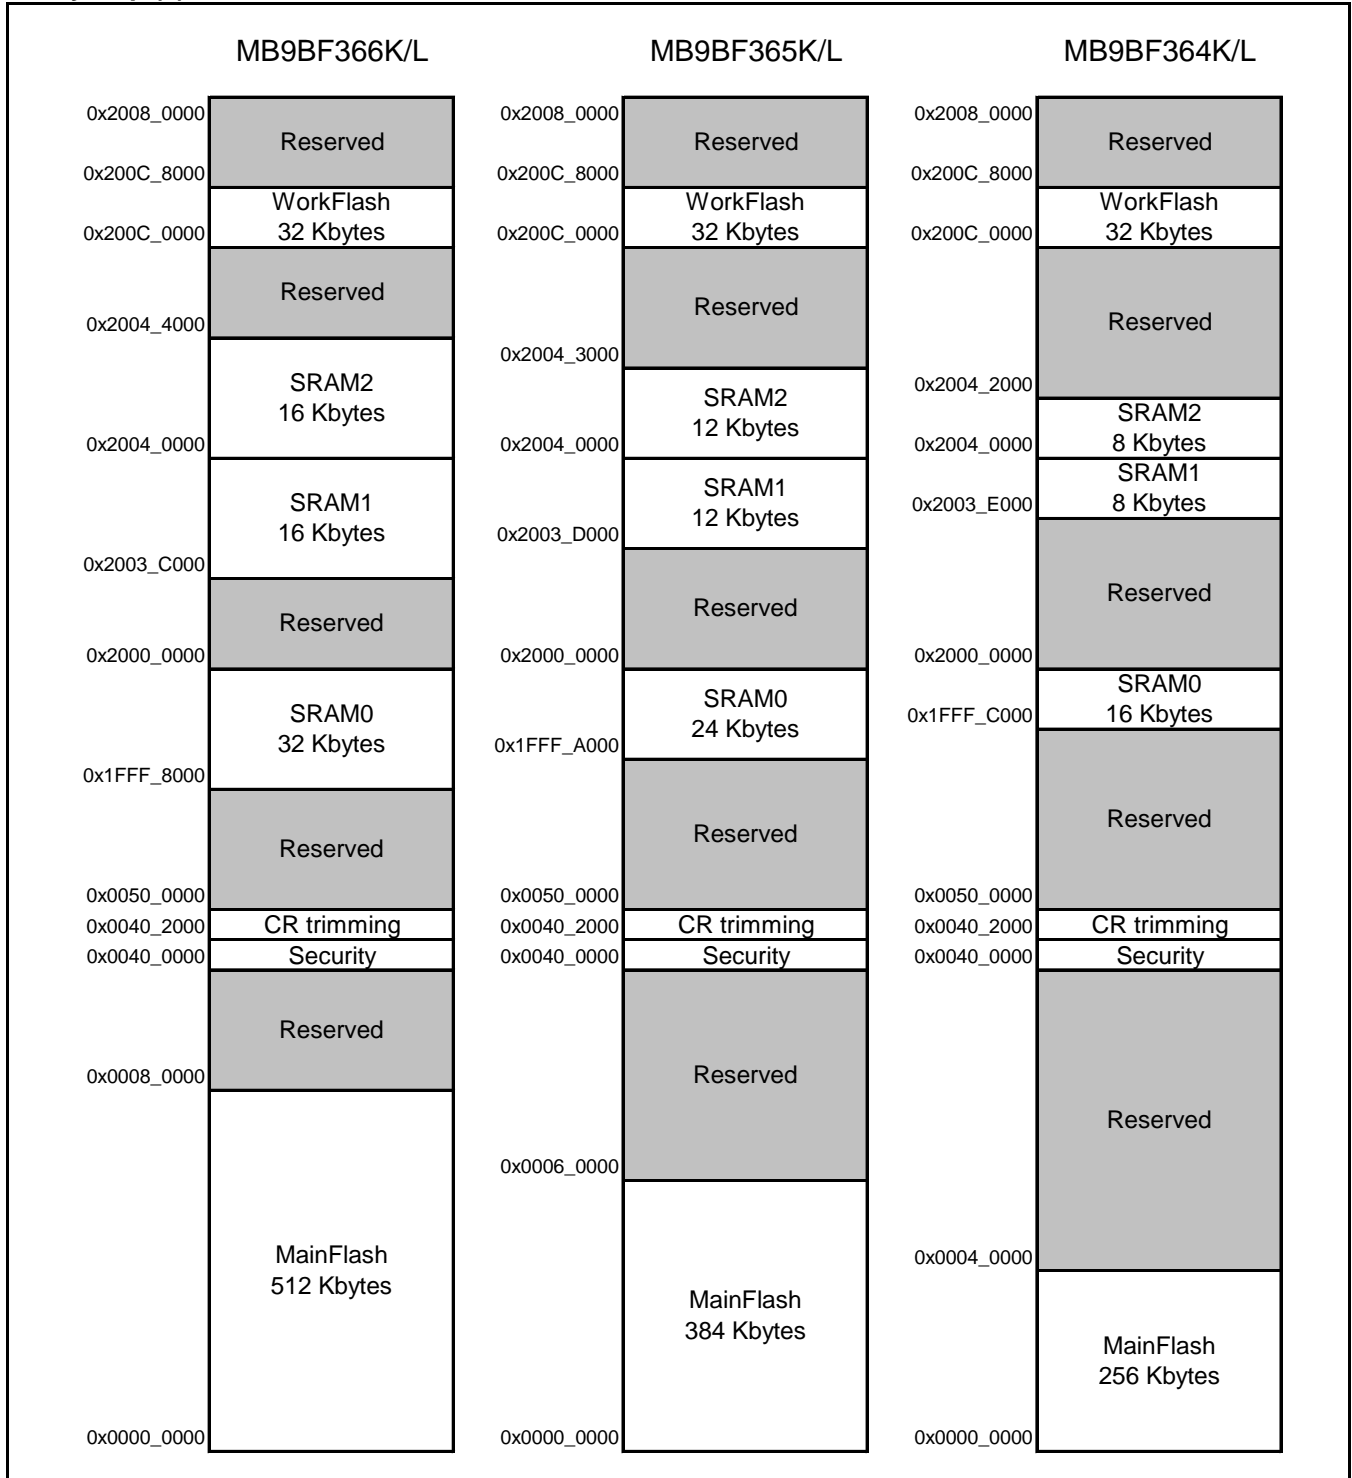 MB9BF366K/L
0x2008_0000
Reserved
0x200C_8000
WorkFlash
32 Kbytes
0x200C_0000
Reserved
0x2004_4000
SRAM2
16 Kbytes
0x2004_0000
SRAM1
16 Kbytes
0x2003_C000
Reserved
0x2000_0000
SRAM0
32 Kbytes
0x1FFF_8000
Reserved
0x0050_0000
CR trimming
0x0040_2000
Security
0x0040_0000
Reserved
0x0008_0000
MainFlash
512 Kbytes
0x0000_0000
MB9BF365K/L
0x2008_0000
Reserved
0x200C_8000
WorkFlash
32 Kbytes
0x200C_0000
Reserved
0x2004_3000
SRAM2
12 Kbytes
0x2004_0000
SRAM1
12 Kbytes
0x2003_D000
Reserved
0x2000_0000
SRAM0
24 Kbytes
0x1FFF_A000
Reserved
0x0050_0000
CR trimming
0x0040_2000
Security
0x0040_0000
Reserved
0x0006_0000
MainFlash
384 Kbytes
0x0000_0000
MB9BF364K/L
0x2008_0000
Reserved
0x200C_8000
WorkFlash
32 Kbytes
0x200C_0000
Reserved
0x2004_2000
SRAM2
8 Kbytes
0x2004_0000
SRAM1
8 Kbytes
0x2003_E000
Reserved
0x2000_0000
SRAM0
16 Kbytes
0x1FFF_C000
Reserved
0x0050_0000
CR trimming
0x0040_2000
Security
0x0040_0000
Reserved
0x0004_0000
MainFlash
256 Kbytes
0x0000_0000